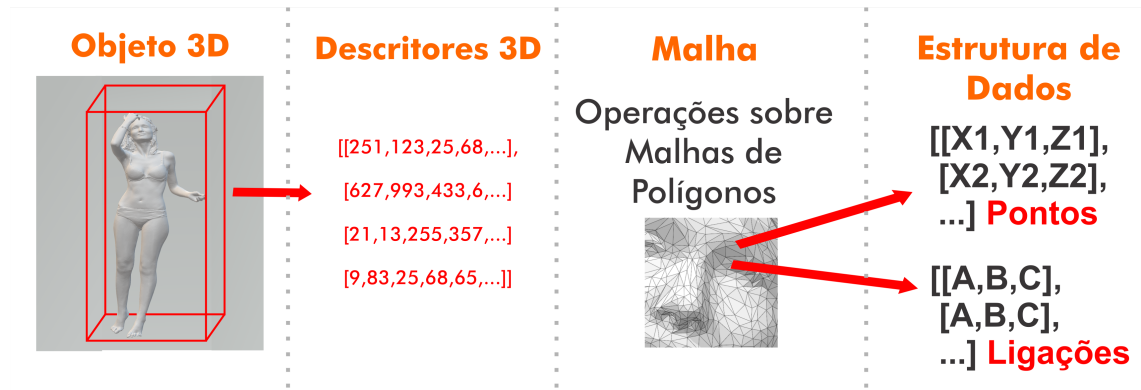 Objeto 3D
Descritores 3D
[[251,123,25,68,...],
[627,993,433,6,...]
[21,13,255,357,...]
[9,83,25,68,65,...]]
Malha
Operações sobre
Malhas de
Polígonos
Estrutura de
Dados
[[X1,Y1,Z1],
[X2,Y2,Z2],
...] Pontos
[[A,B,C],
[A,B,C],
...] Ligações